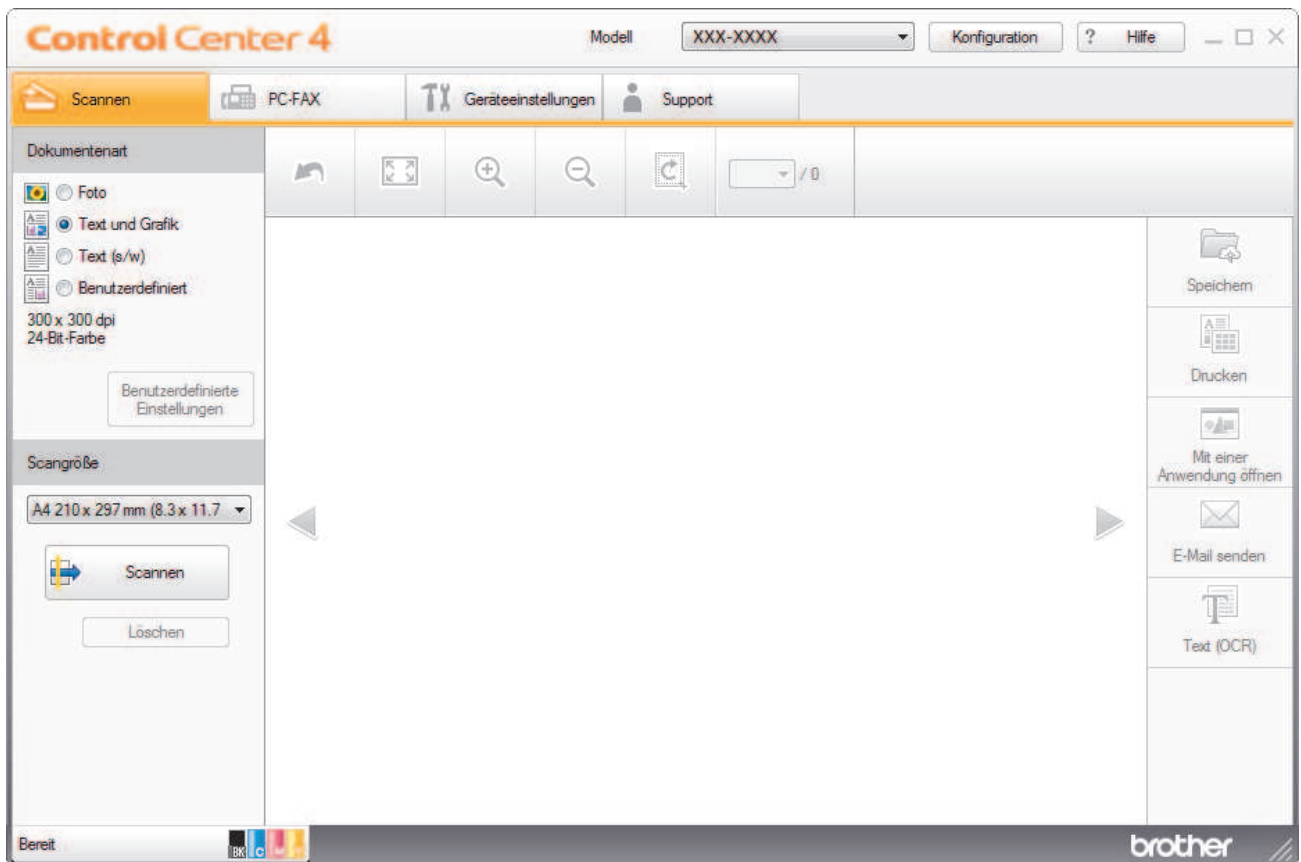 Control Center 4
Modell
XXX-XXXX
Konfiguration
? Hilfe
Scannen
PC-FAX
Geräteeinstellungen
Support
Dokumentenart
Foto
Text und Grafik
Text (s/w)
Benutzerdefiniert
300 x 300 dpi
24-Bit-Farbe
Benutzerdefinierte
Einstellungen
Scangröße
A4 210 x 297 mm (8.3 x 11.7
Scannen
Löschen
/ 0
Speichern
Drucken
Mit einer
Anwendung öffnen
E-Mail senden
Text (OCR)
Bereit
BK
C
brother